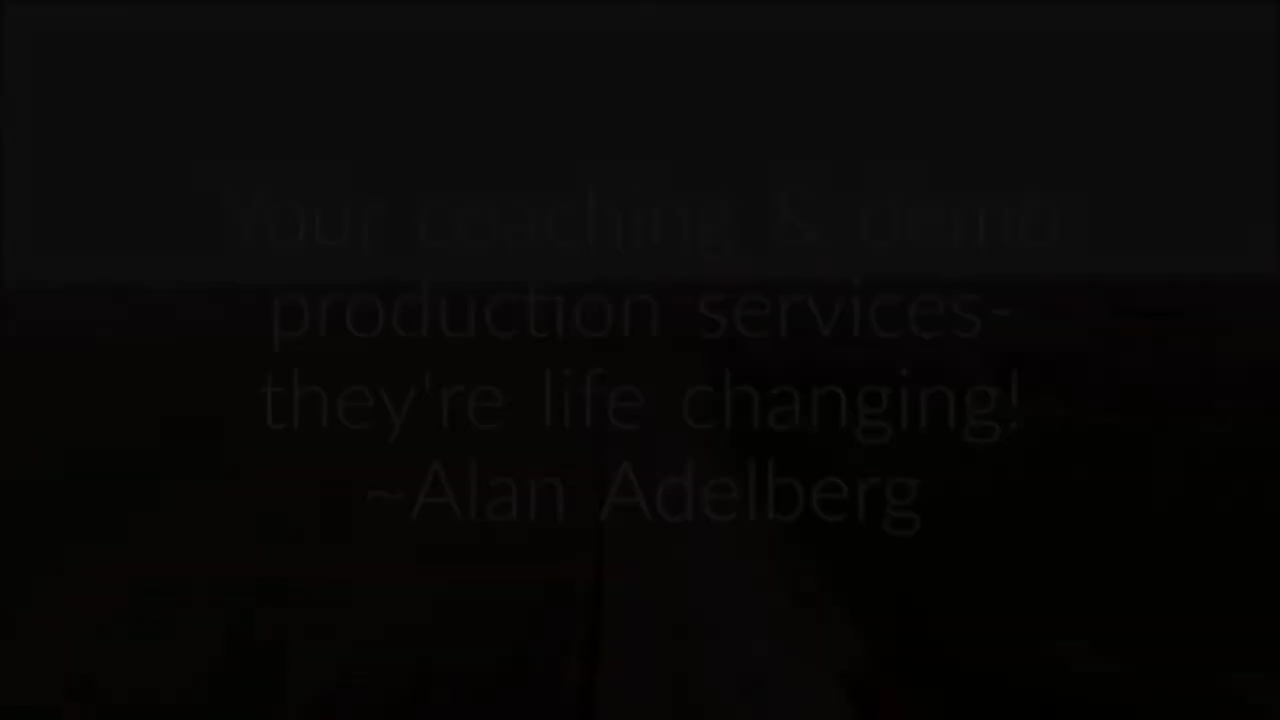 Your coaching & demo
production services-
they're life changing!
~Alan Adelberg